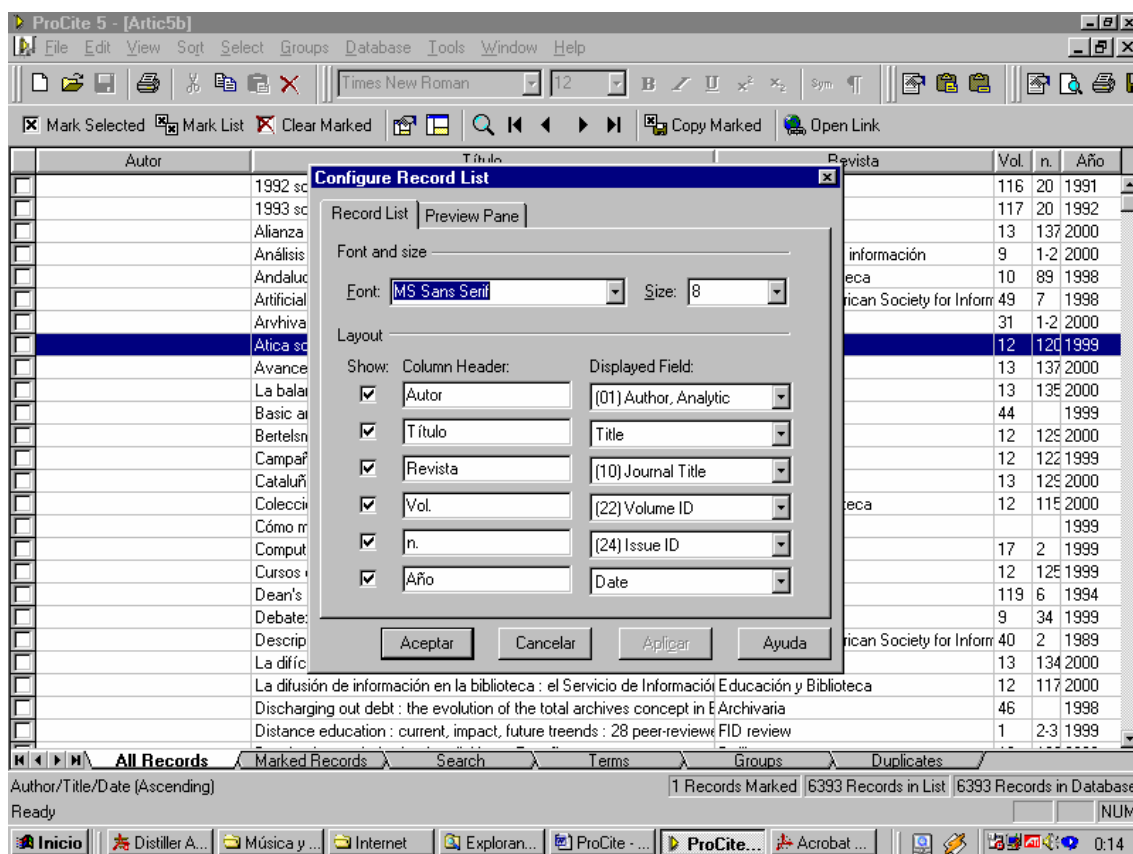 ProCite 5 - [Artic5b]
File Edit View Sort Select Groups Database Tools Window Help
Times New Roman 12 B I U x² x₂ Sym ¶
Mark Selected Mark List Clear Marked Copy Marked Open Link
Autor Título Revista Vol. n. Año
Configure Record List
1992 sc 116 20 1991
1993 sc 117 20 1992
Record List Preview Pane
Alianza 13 137 2000
Análisis Font and size información 9 1-2 2000
Andaluc eca 10 89 1998
Font: MS Sans Serif Size: 8
Artificial rican Society for Inform 49 7 1998
Arvhiva 31 1-2 2000
Layout
Atica sc 12 120 1999
Avance 13 137 2000
Show: Column Header: Displayed Field:
La balar 13 135 2000
Autor (01) Author, Analytic
Basic ar 44 1999
Bertelsn 12 129 2000
Título Title
Campañ 12 122 1999
Cataluñ 13 129 2000
Revista (10) Journal Title
Colecci teca 12 115 2000
Vol. (22) Volume ID
Cómo m 1999
Comput 17 2 1999
n. (24) Issue ID
Cursos 12 125 1999
Año Date
Dean's 119 6 1994
Debate: 9 34 1999
Descrip rican Society for Inform 40 2 1989
Aceptar Cancelar Aplicar Ayuda
La difíc 13 134 2000
La difusión de información en la biblioteca : el Servicio de Informació Educación y Biblioteca 12 117 2000
Discharging out debt : the evolution of the total archives concept in E Archivaria 46 1998
Distance education : current, impact, future treends : 28 peer-reviewe FID review 1 2-3 1999
All Records Marked Records Search Terms Groups Duplicates
Author/Title/Date (Ascending) 1 Records Marked 6393 Records in List 6393 Records in Database
Ready NUM
Inicio Distiller A... Música y ... Internet Exploran... ProCite - ... ProCite... Acrobat ... 0:14